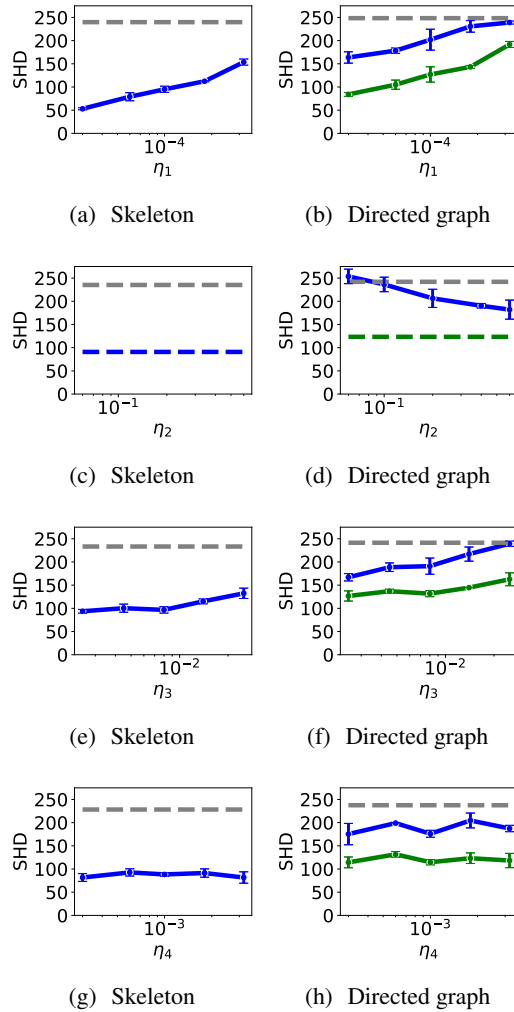 250
200
150
100
50
0
SHD
10⁻⁴
η₁
(a) Skeleton
250
200
150
100
50
0
SHD
10⁻⁴
η₁
(b) Directed graph
250
200
150
100
50
0
SHD
10⁻¹
η₂
(c) Skeleton
250
200
150
100
50
0
SHD
10⁻¹
η₂
(d) Directed graph
250
200
150
100
50
0
SHD
10⁻²
η₃
(e) Skeleton
250
200
150
100
50
0
SHD
10⁻²
η₃
(f) Directed graph
250
200
150
100
50
0
SHD
10⁻³
η₄
(g) Skeleton
250
200
150
100
50
0
SHD
10⁻³
η₄
(h) Directed graph